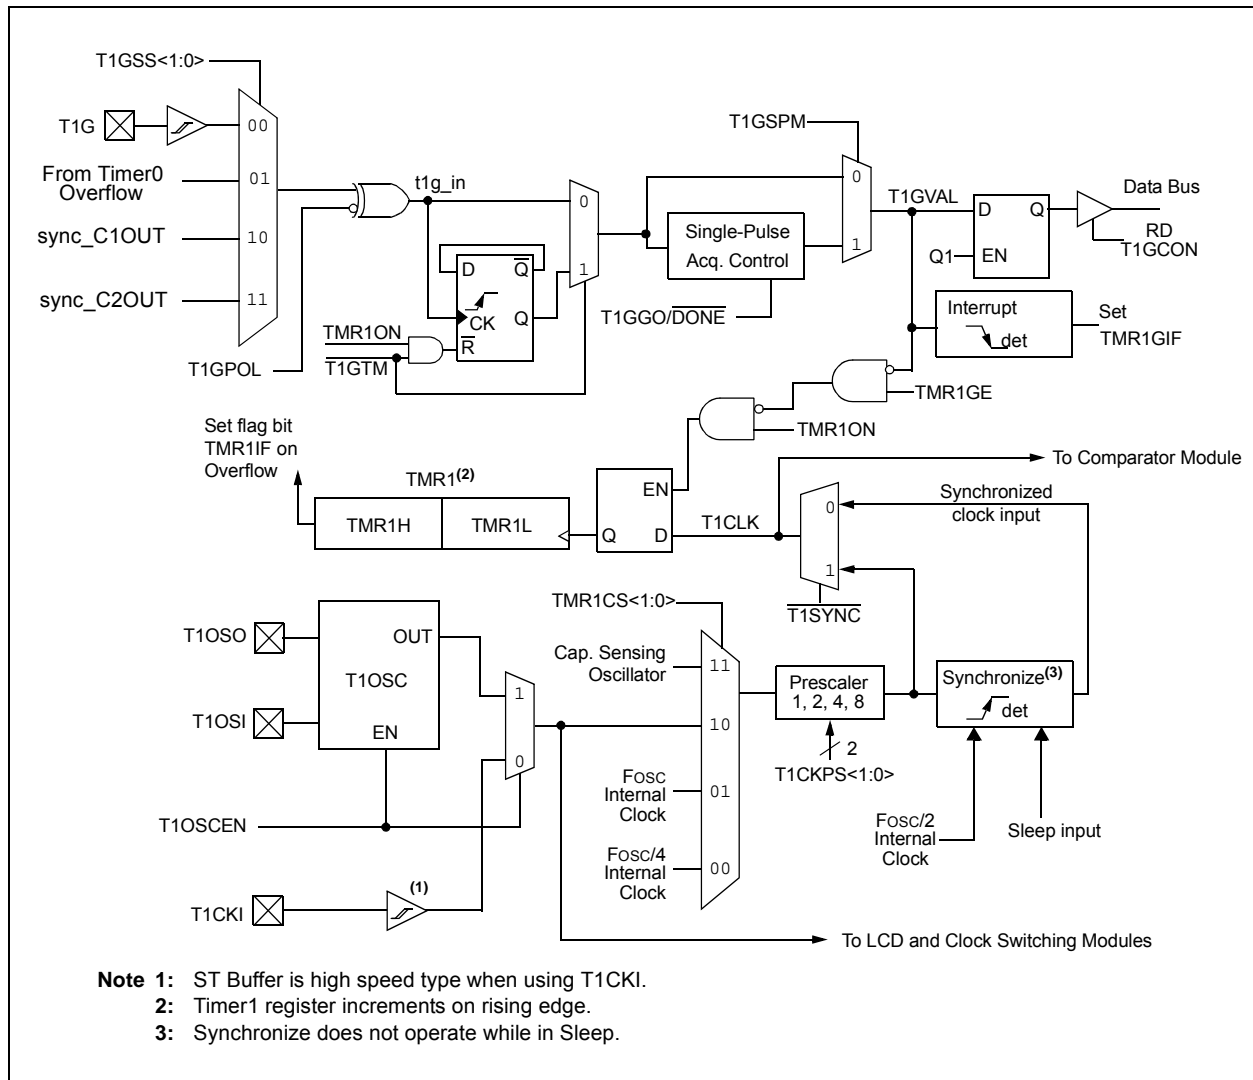 T1GSS<1:0>
T1G
00
From Timer0
Overflow
01
sync_C1OUT
10
sync_C2OUT
11
T1GPOL
t1g_in
0
1
D
Q
CK
Q
R
TMR1ON
T1GTM
T1GSPM
0
1
Single-Pulse
Acq. Control
T1GGO/DONE
T1GVAL
D
Q
Q1
EN
Data Bus
RD
T1GCON
Interrupt
det
Set
TMR1GIF
TMR1GE
TMR1ON
Set flag bit
TMR1IF on
Overflow
TMR1(2)
TMR1H
TMR1L
EN
Q
D
T1CLK
To Comparator Module
Synchronized
clock input
0
1
T1SYNC
T1OSO
T1OSI
OUT
T1OSC
EN
1
0
T1OSCEN
T1CKI
(1)
TMR1CS<1:0>
Cap. Sensing
Oscillator
11
10
FOSC
Internal
Clock
01
FOSC/4
Internal
Clock
00
Prescaler
1, 2, 4, 8
2
T1CKPS<1:0>
Synchronize(3)
det
FOSC/2
Internal
Clock
Sleep input
To LCD and Clock Switching Modules
Note 1: ST Buffer is high speed type when using T1CKI.
2: Timer1 register increments on rising edge.
3: Synchronize does not operate while in Sleep.